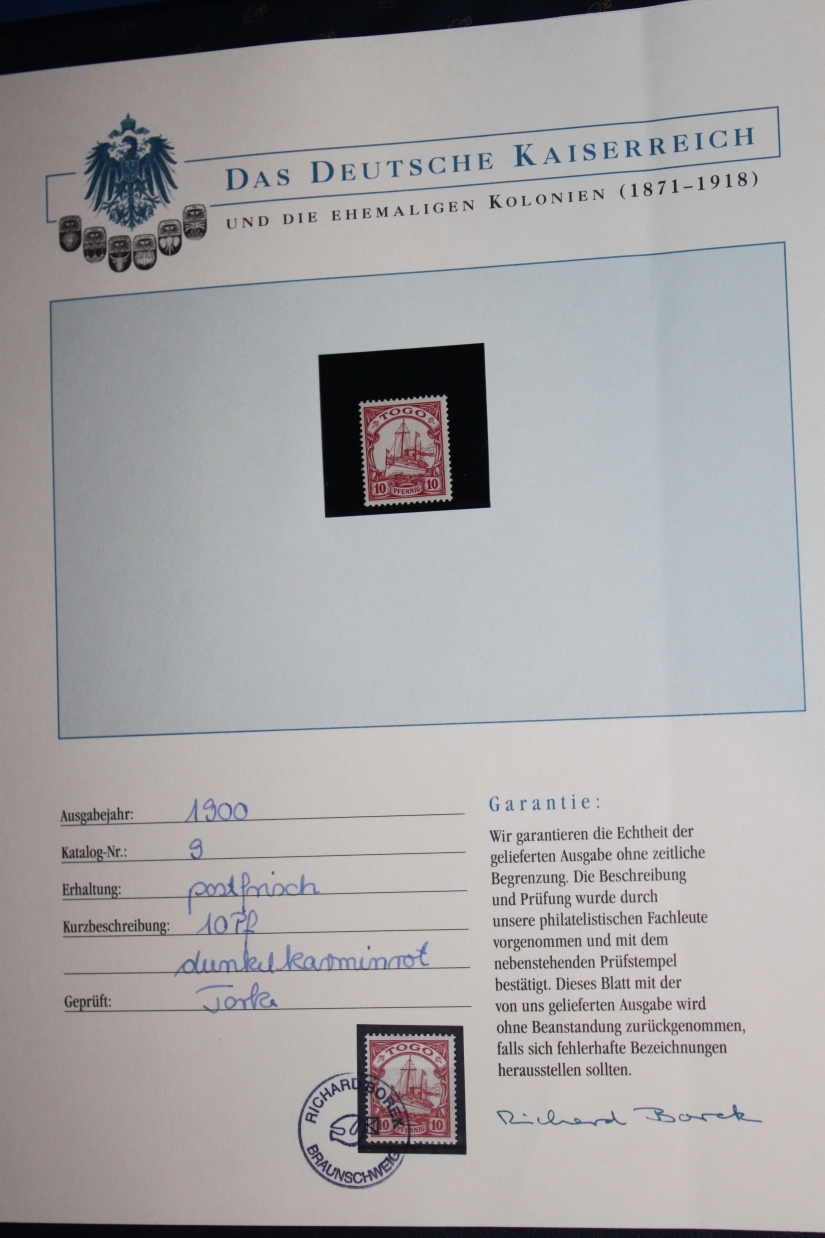 DAS DEUTSCHE KAISERREICH
UND DIE EHEMALIGEN KOLONIEN (1871–1918)
TOGO
10 PFENNIG 10
Ausgabejahr: 1900
Katalog-Nr.: 9
Erhaltung: postfrisch
Kurzbeschreibung: 10 Pf
dunkelkarminrot
Geprüft: Torke
Garantie:
Wir garantieren die Echtheit der
gelieferten Ausgabe ohne zeitliche
Begrenzung. Die Beschreibung
und Prüfung wurde durch
unsere philatelistischen Fachleute
vorgenommen und mit dem
nebenstehenden Prüfstempel
bestätigt. Dieses Blatt mit der
von uns gelieferten Ausgabe wird
ohne Beanstandung zurückgenommen,
falls sich fehlerhafte Bezeichnungen
herausstellen sollten.
Richard Borek
TOGO
10 PFENNIG 10
RICHARD BOREK
BRAUNSCHWEIG